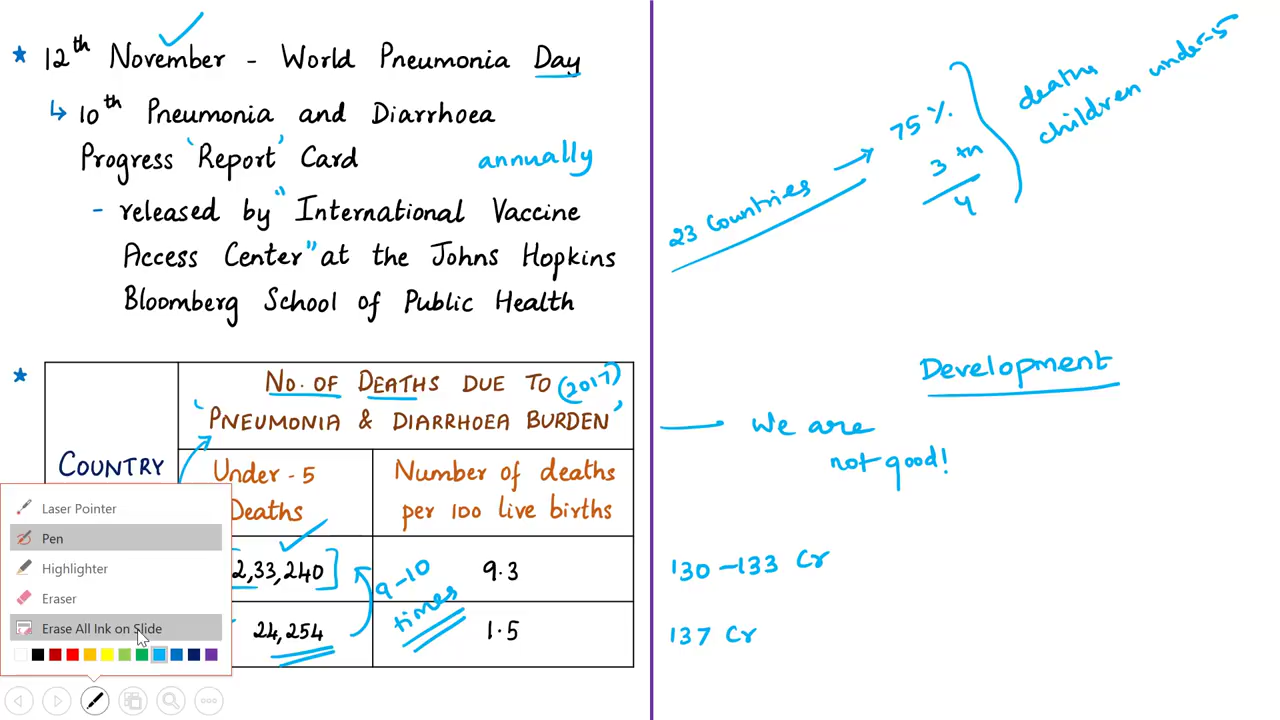 ★ 12th November - World Pneumonia Day
↳ 10th Pneumonia and Diarrhoea
Progress 'Report' Card
annually
- released by "International Vaccine
Access Center" at the Johns Hopkins
Bloomberg School of Public Health
★ NO. OF DEATHS DUE TO (2017)
'PNEUMONIA & DIARRHOEA BURDEN'
COUNTRY
Under-5
Deaths
Number of deaths
per 100 live births
2,33,240
9.3
24,254
1.5
9-10
times
Laser Pointer
Pen
Highlighter
Eraser
Erase All Ink on Slide
23 Countries → 75%
3th
4
deaths
children under-5
Development
We are
not good!
130-133 Cr
137 Cr